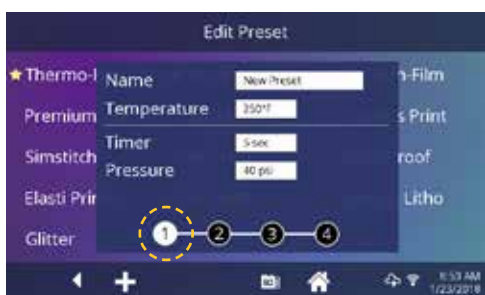 Edit Preset
Thermo-
Name
New Preset
-Film
Premium
Temperature
350°F
s Print
Timer
5 sec
Simstitch
roof
Pressure
40 psi
Elasti Prin
Litho
Glitter
1 2 3 4
8:53 AM
1/23/2018